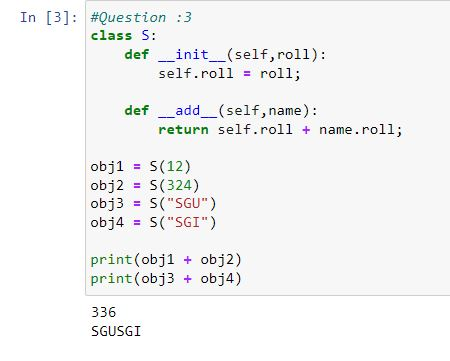 In [3]: #Question :3
class S:
    def __init__(self,roll):
        self.roll = roll;

    def __add__(self,name):
        return self.roll + name.roll;

obj1 = S(12)
obj2 = S(324)
obj3 = S("SGU")
obj4 = S("SGI")

print(obj1 + obj2)
print(obj3 + obj4)

336
SGUSGI